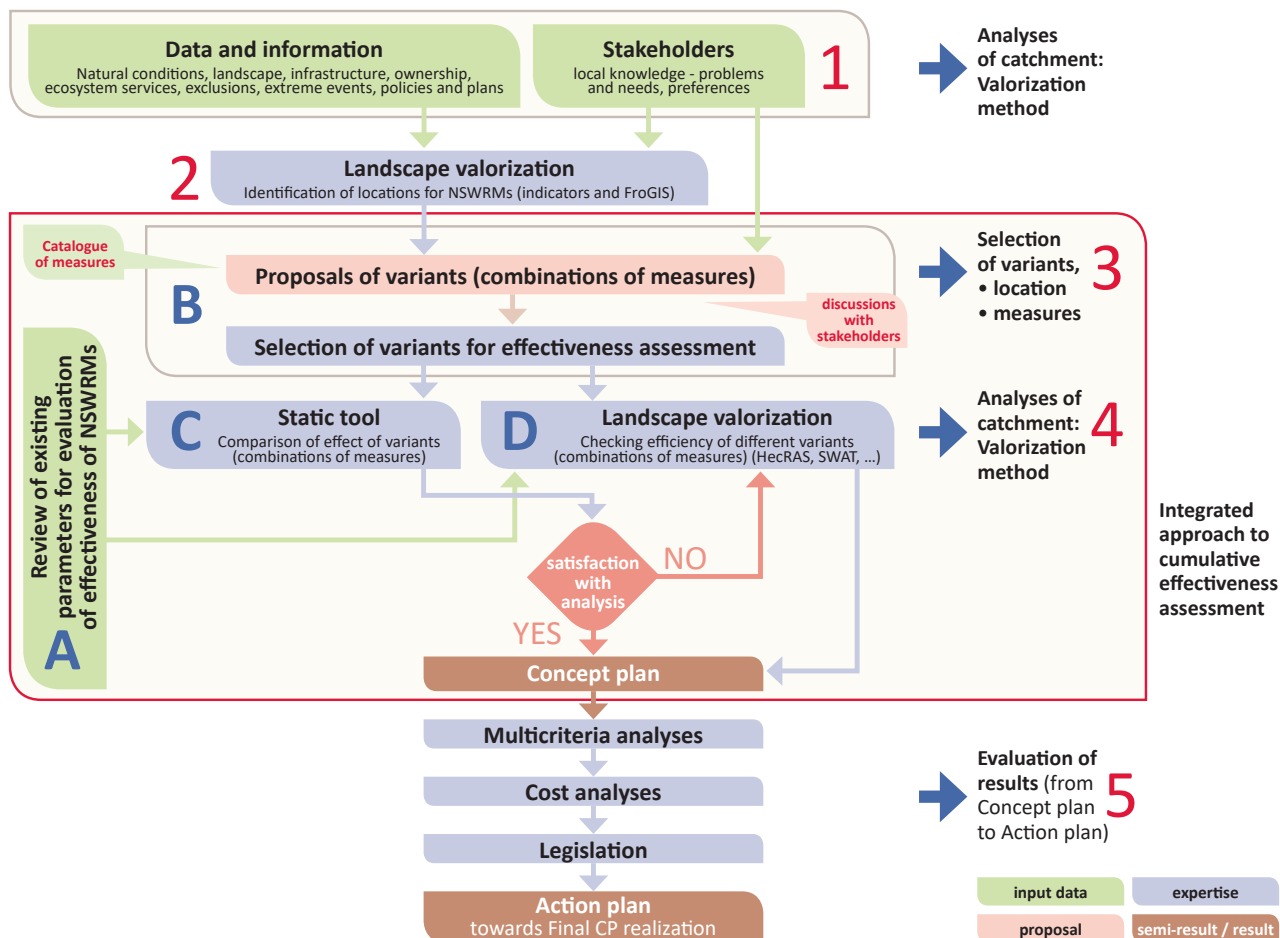 Data and information
Natural conditions, landscape, infrastructure, ownership,
ecosystem services, exclusions, extreme events, policies and plans
Stakeholders
local knowledge - problems
and needs, preferences
1
Analyses
of catchment:
Valorization
method
2
Landscape valorization
Identification of locations for NSWRMs (indicators and FroGIS)
Catalogue
of measures
B
Proposals of variants (combinations of measures)
discussions
with
stakeholders
Selection of variants for effectiveness assessment
Selection
of variants,
• location
• measures
3
Review of existing
parameters for evaluation
of effectiveness of NSWRMs
A
C
Static tool
Comparison of effect of variants
(combinations of measures)
D
Landscape valorization
Checking efficiency of different variants
(combinations of measures) (HecRAS, SWAT, ...)
Analyses of
catchment:
Valorization
method
4
satisfaction
with
analysis
NO
YES
Concept plan
Integrated
approach to
cumulative
effectiveness
assessment
Multicriteria analyses
Cost analyses
Legislation
Action plan
towards Final CP realization
Evaluation of
results (from
Concept plan
to Action plan)
5
input data
expertise
proposal
semi-result / result